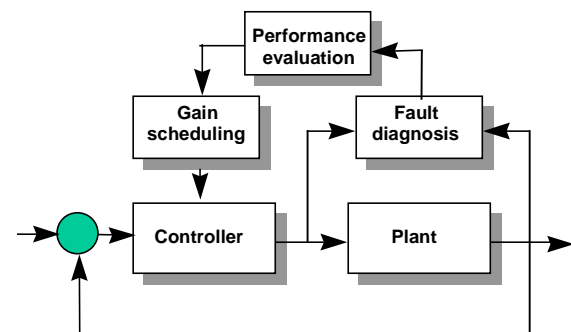 Performance
evaluation
Gain
scheduling
Fault
diagnosis
Controller
Plant